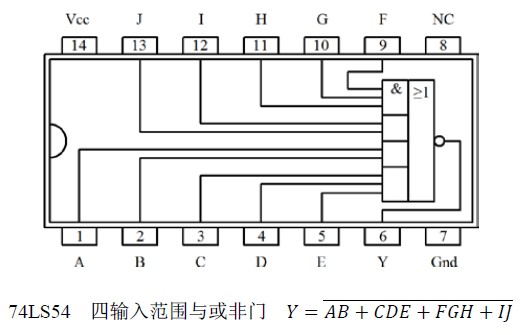 Vcc J I H G F NC
14 13 12 11 10 9 8
& ≥1
1 2 3 4 5 6 7
A B C D E Y Gnd
74LS54 四输入范围与或非门 Y = \overline{AB + CDE + FGH + IJ}